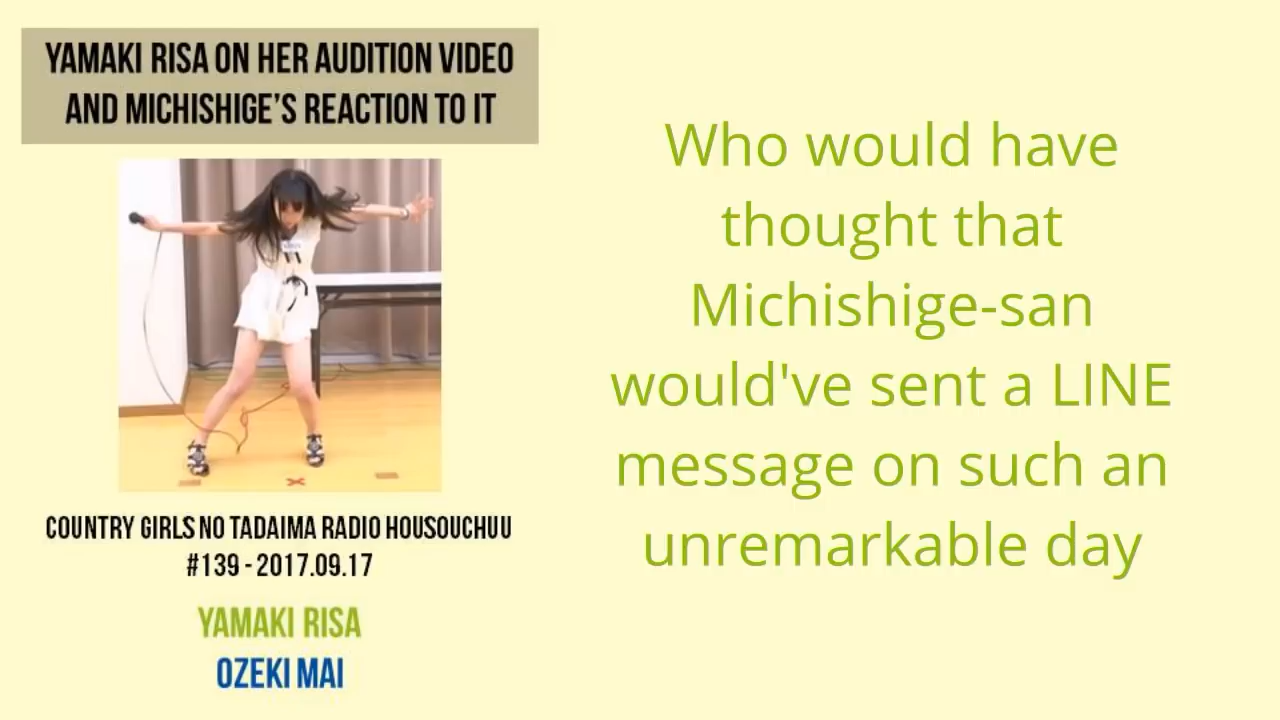 YAMAKI RISA ON HER AUDITION VIDEO
AND MICHISHIGE'S REACTION TO IT
COUNTRY GIRLS NO TADAIMA RADIO HOUSOUCHUU
#139 - 2017.09.17
YAMAKI RISA
OZEKI MAI
Who would have
thought that
Michishige-san
would've sent a LINE
message on such an
unremarkable day